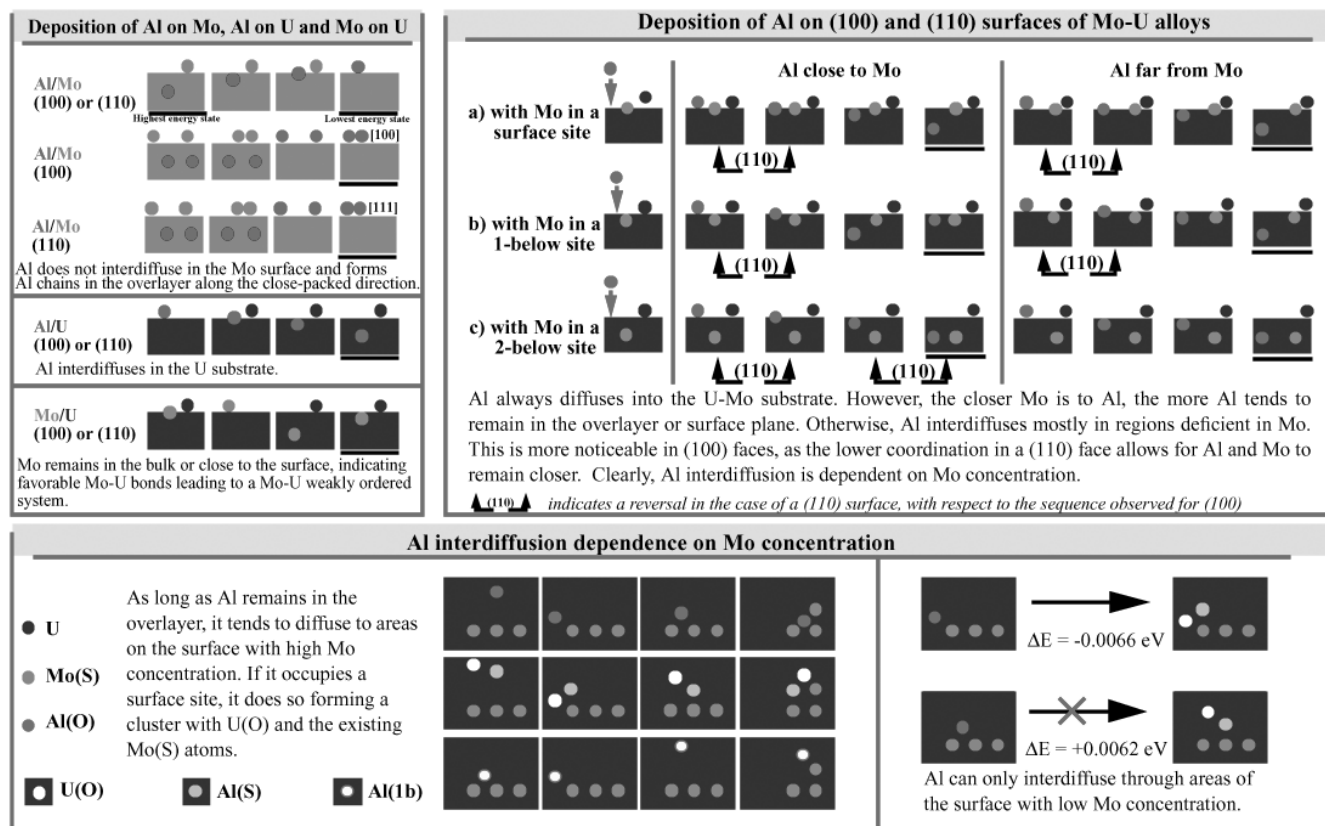 Deposition of Al on Mo, Al on U and Mo on U
Al/Mo
(100) or (110)
Highest energy state
Lowest energy state
Al/Mo
(100)
[100]
Al/Mo
(110)
[111]
Al does not interdiffuse in the Mo surface and forms
Al chains in the overlayer along the close-packed direction.
Al/U
(100) or (110)
Al interdiffuses in the U substrate.
Mo/U
(100) or (110)
Mo remains in the bulk or close to the surface, indicating
favorable Mo-U bonds leading to a Mo-U weakly ordered
system.
Deposition of Al on (100) and (110) surfaces of Mo-U alloys
Al close to Mo
Al far from Mo
a) with Mo in a
surface site
(110)
(110)
b) with Mo in a
1-below site
(110)
(110)
c) with Mo in a
2-below site
(110)
(110)
Al always diffuses into the U-Mo substrate. However, the closer Mo is to Al, the more Al tends to
remain in the overlayer or surface plane. Otherwise, Al interdiffuses mostly in regions deficient in Mo.
This is more noticeable in (100) faces, as the lower coordination in a (110) face allows for Al and Mo to
remain closer. Clearly, Al interdiffusion is dependent on Mo concentration.
(110) indicates a reversal in the case of a (110) surface, with respect to the sequence observed for (100)
Al interdiffusion dependence on Mo concentration
U
Mo(S)
Al(O)
As long as Al remains in the
overlayer, it tends to diffuse to areas
on the surface with high Mo
concentration. If it occupies a
surface site, it does so forming a
cluster with U(O) and the existing
Mo(S) atoms.
U(O)
Al(S)
Al(1b)
ΔE = -0.0066 eV
ΔE = +0.0062 eV
Al can only interdiffuse through areas of
the surface with low Mo concentration.